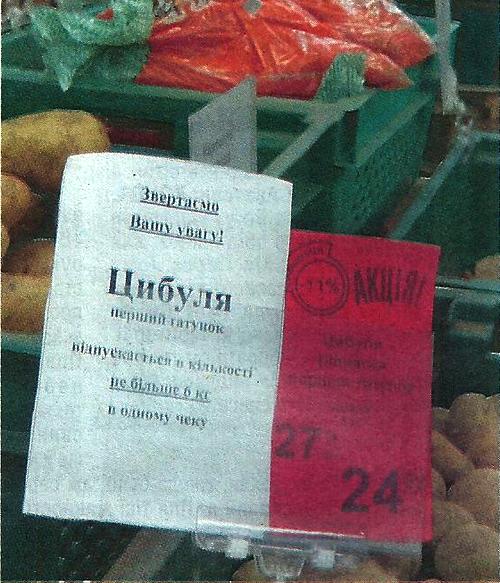 Звертаємо
Вашу увагу!
Цибуля
перший ґатунок
відпускається в кількості
не більше 6 кг
в одному чеку
-11%
АКЦІЯ!
Цибуля
27
24